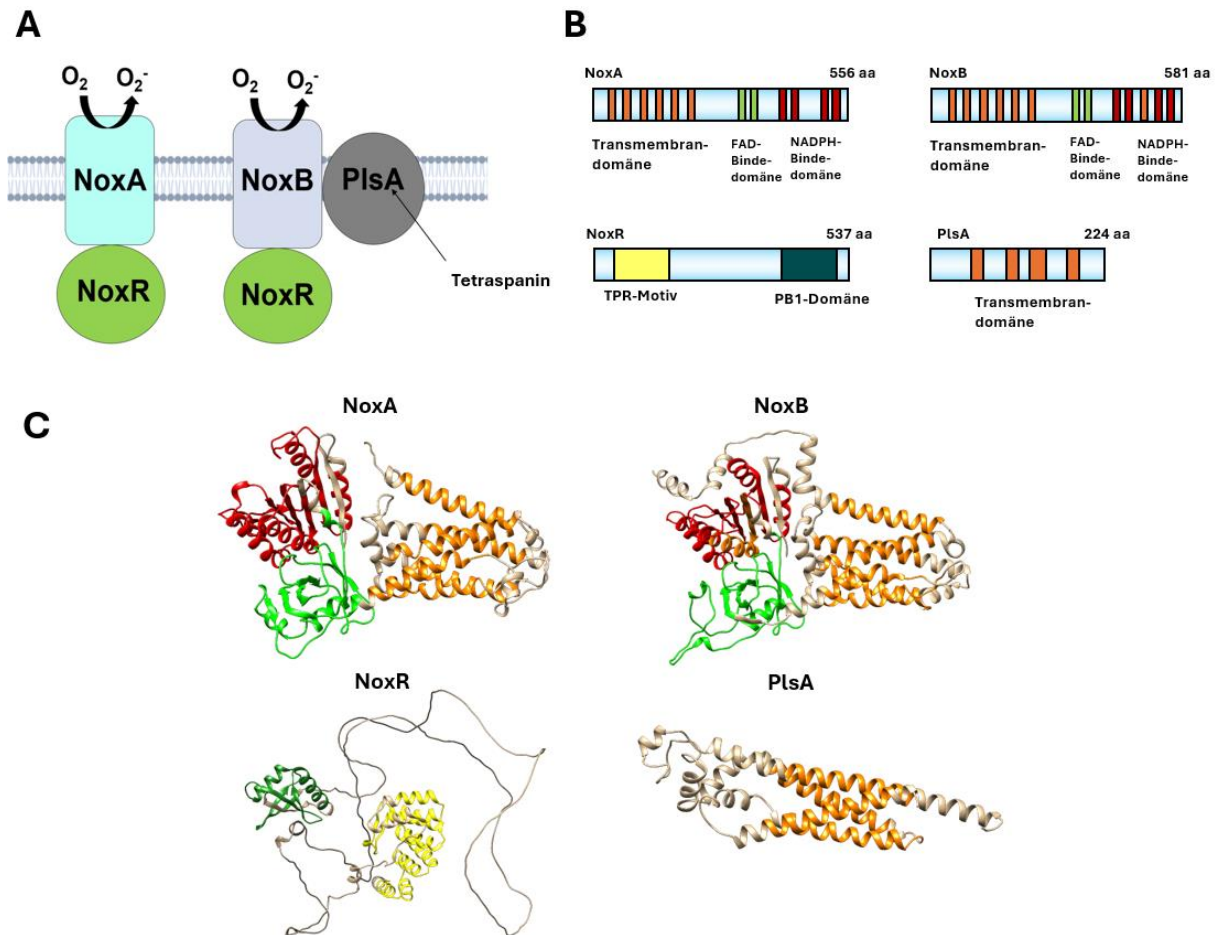 A
O2 O2-
O2 O2-
NoxA
NoxB
PlsA
NoxR
NoxR
Tetraspanin
B
NoxA 556 aa
Transmembran-
domäne
FAD-
Binde-
domäne
NADPH-
Binde-
domäne
NoxB 581 aa
Transmembran-
domäne
FAD-
Binde-
domäne
NADPH-
Binde-
domäne
NoxR 537 aa
TPR-Motiv
PB1-Domäne
PlsA 224 aa
Transmembran-
domäne
C
NoxA
NoxB
NoxR
PlsA